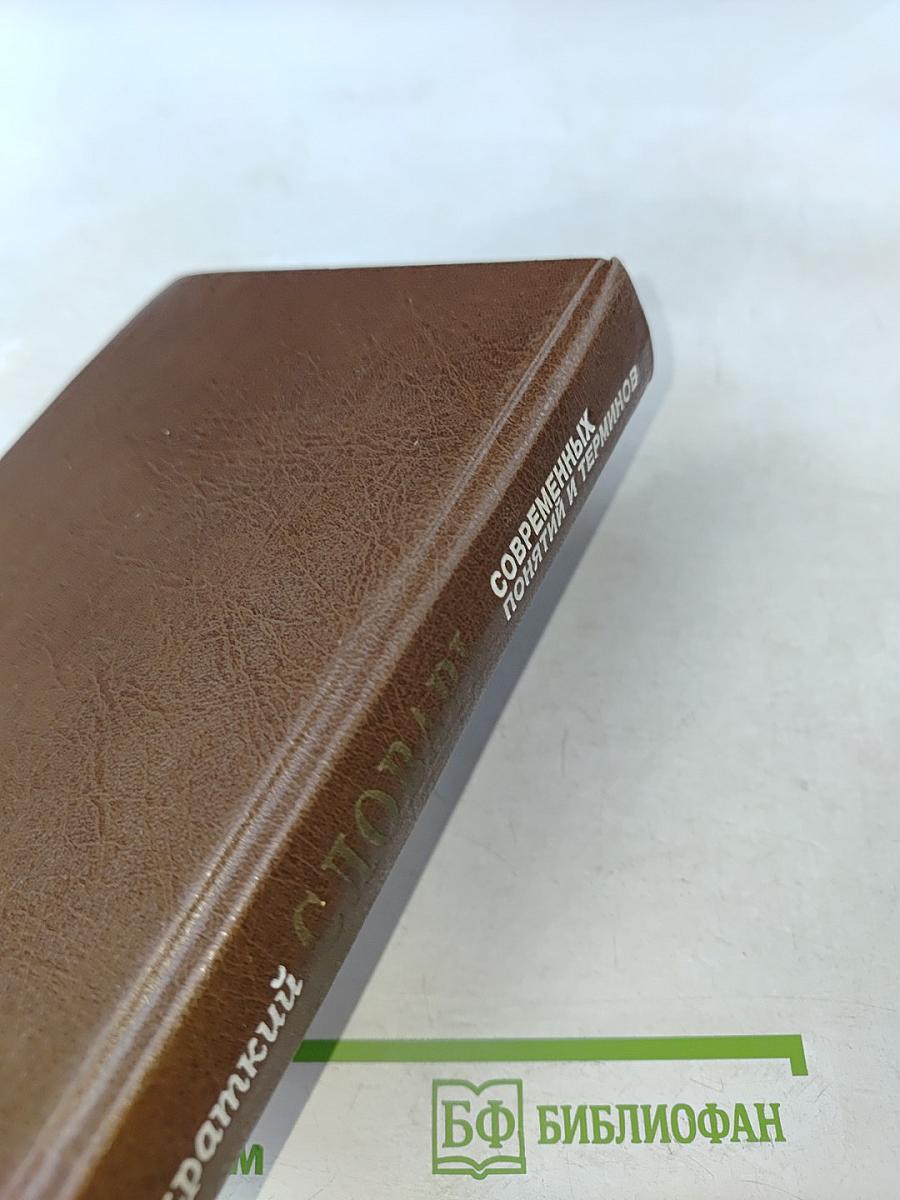 Краткий
СЛОВАРЬ
СОВРЕМЕННЫХ
ПОНЯТИЙ И ТЕРМИНОВ
БФ БИБЛИОФАН